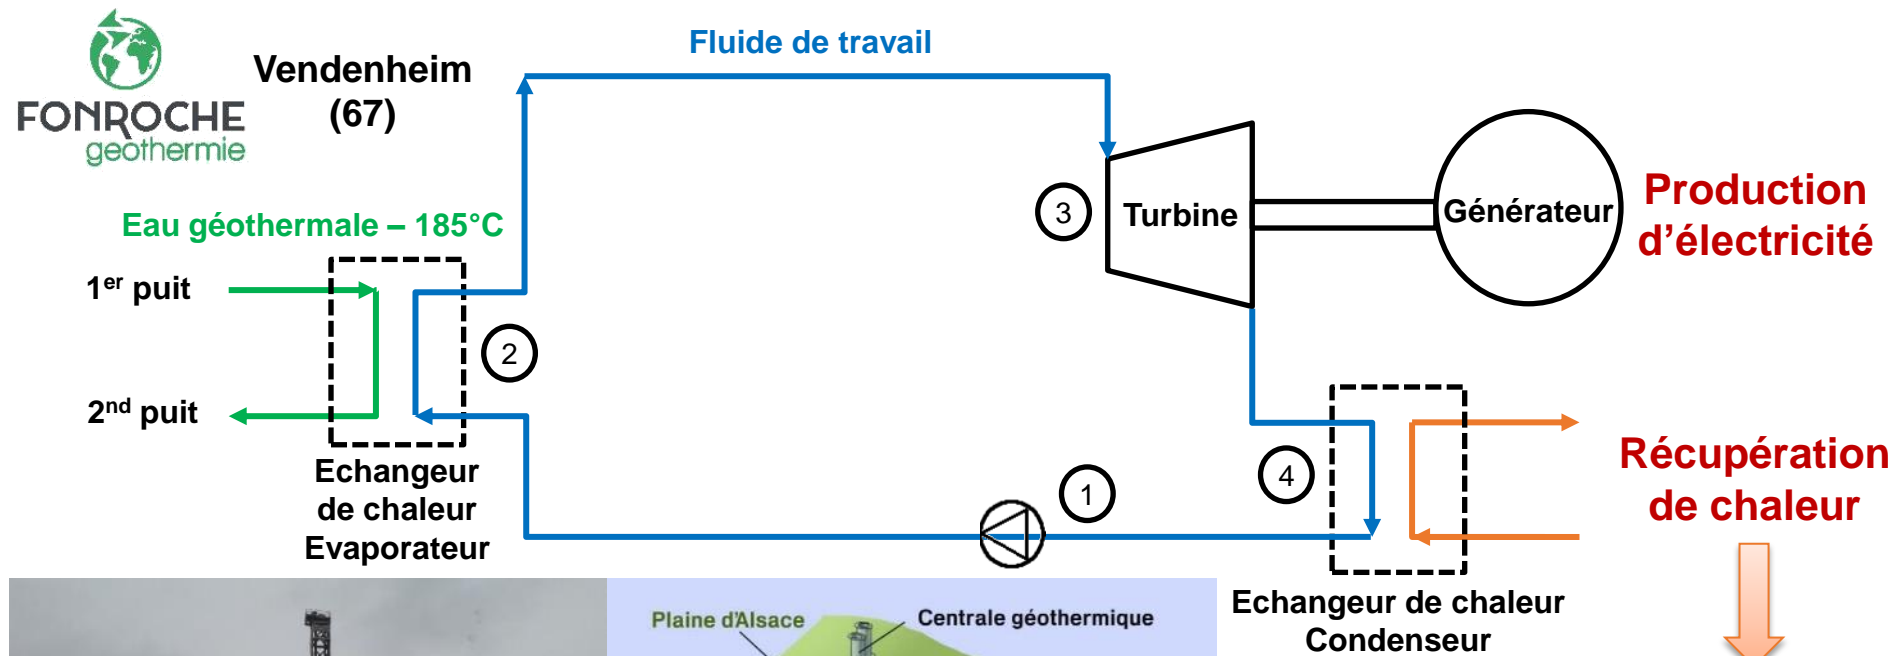 FONROCHE
géothermie
Vendenheim
(67)
Fluide de travail
Eau géothermale – 185°C
1er puit
2nd puit
2
Echangeur
de chaleur
Evaporateur
3
Turbine
Générateur
Production
d’électricité
1
4
Récupération
de chaleur
Echangeur de chaleur
Condenseur
Plaine d'Alsace
Centrale géothermique